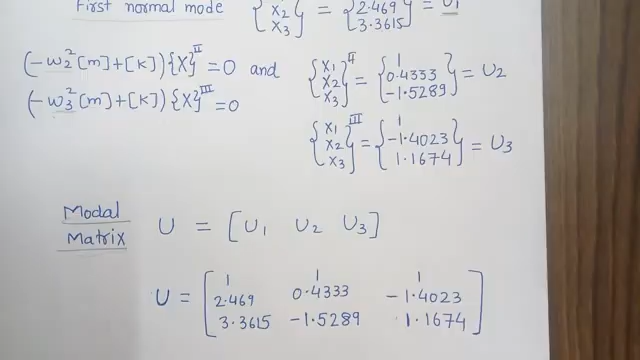 First normal mode { x2 x3 } = { 2.469 3.3615 } = U1
(-ω2²[m]+[k]){X}^II = 0 and {x1 x2 x3}^II = {1 0.4333 -1.5289} = U2
(-ω3²[m]+[k]){X}^III = 0
{x1 x2 x3}^III = {1 -1.4023 1.1674} = U3
Modal
Matrix U = [U1 U2 U3]
U = [ 1 1 1
2.469 0.4333 -1.4023
3.3615 -1.5289 1.1674 ]